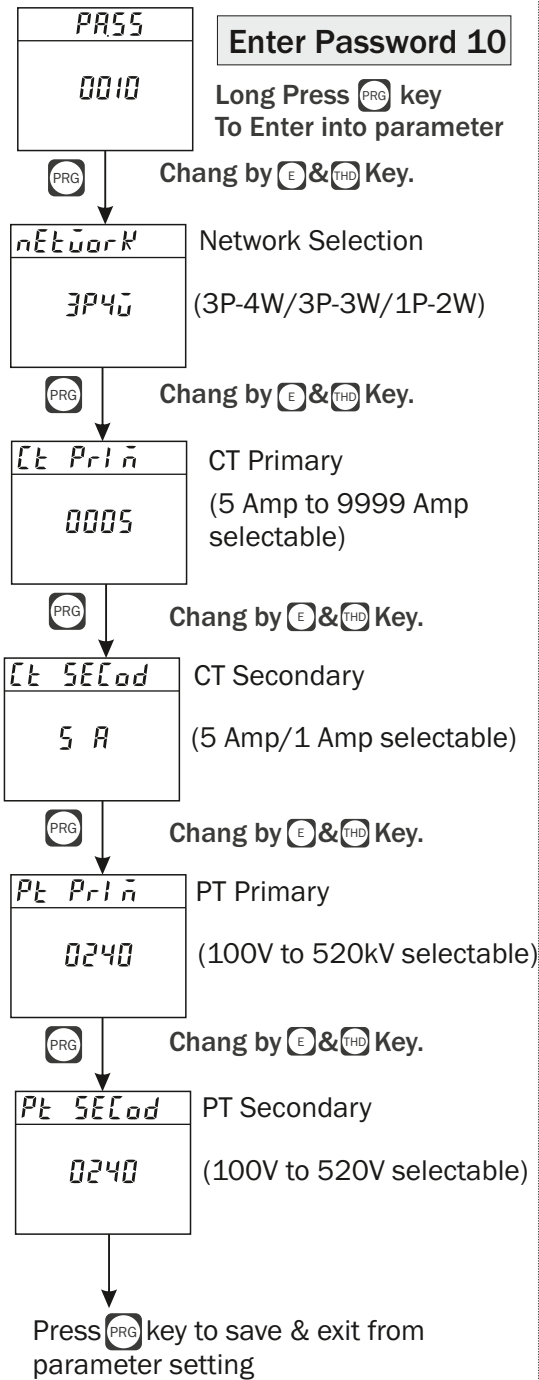 PASS
Enter Password 10
0010
Long Press PRG key
To Enter into parameter
PRG
Chang by E & THD Key.
nEtworK
Network Selection
3P4w
(3P-4W/3P-3W/1P-2W)
PRG
Chang by E & THD Key.
Ct PrIm
CT Primary
(5 Amp to 9999 Amp
selectable)
0005
PRG
Chang by E & THD Key.
Ct SECod
CT Secondary
5 A
(5 Amp/1 Amp selectable)
PRG
Chang by E & THD Key.
Pt PrIm
PT Primary
0240
(100V to 520kV selectable)
PRG
Chang by E & THD Key.
Pt SECod
PT Secondary
0240
(100V to 520V selectable)
Press PRG key to save & exit from
parameter setting